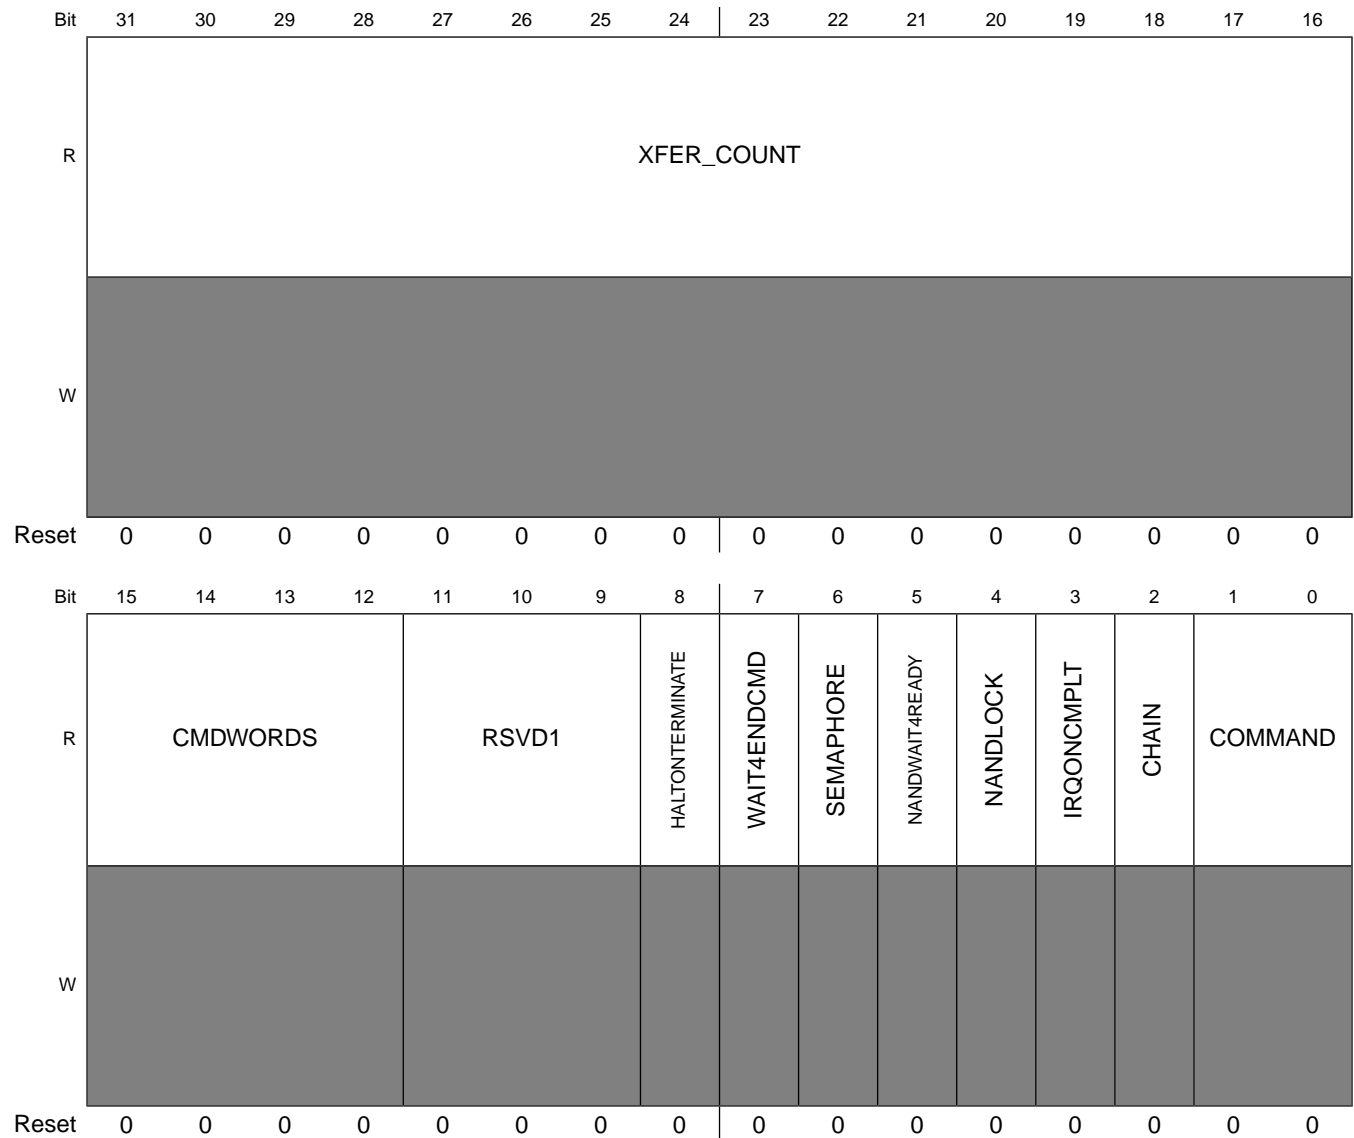 Bit 31 30 29 28 27 26 25 24 23 22 21 20 19 18 17 16
R XFER_COUNT
W
Reset 0 0 0 0 0 0 0 0 0 0 0 0 0 0 0 0
Bit 15 14 13 12 11 10 9 8 7 6 5 4 3 2 1 0
R CMDWORDS RSVD1 HALTONTERMINATE WAIT4ENDCMD SEMAPHORE NANDWAIT4READY NANDLOCK IRQONCMPLT CHAIN COMMAND
W
Reset 0 0 0 0 0 0 0 0 0 0 0 0 0 0 0 0